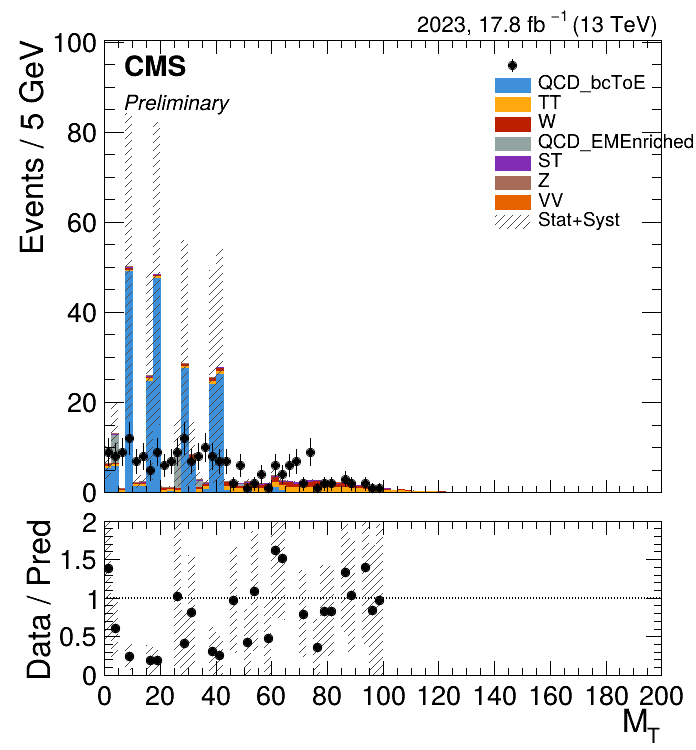 2023, 17.8 fb⁻¹ (13 TeV)
Events / 5 GeV
100
80
60
40
20
0
CMS
Preliminary
QCD_bcToE
TT
W
QCD_EMEnriched
ST
Z
VV
Stat+Syst
Data / Pred
2
1.5
1
0.5
0
0 20 40 60 80 100 120 140 160 180 200
M_T